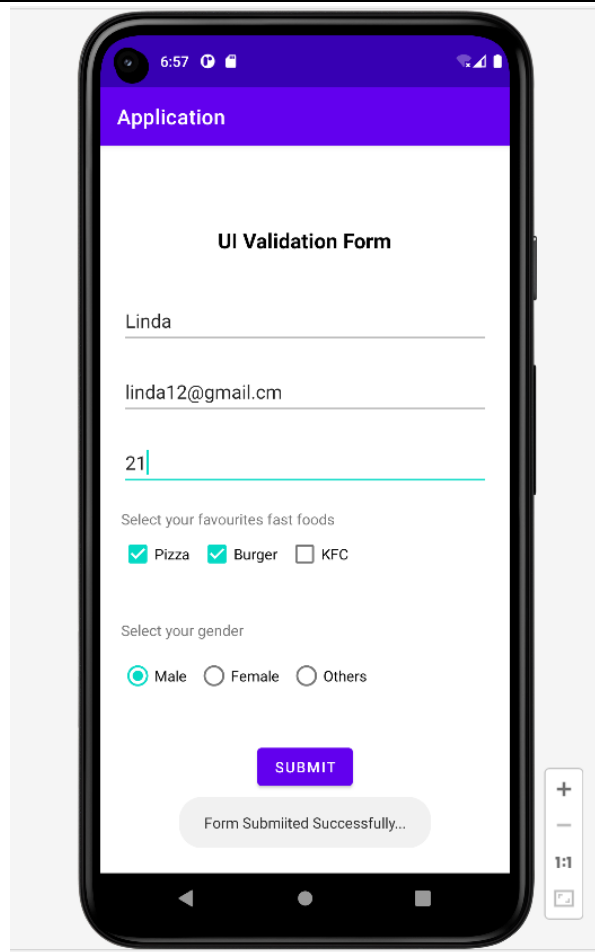 6:57
Application
UI Validation Form
Linda
linda12@gmail.cm
21
Select your favourites fast foods
Pizza Burger KFC
Select your gender
Male Female Others
SUBMIT
Form Submiited Successfully...
1:1